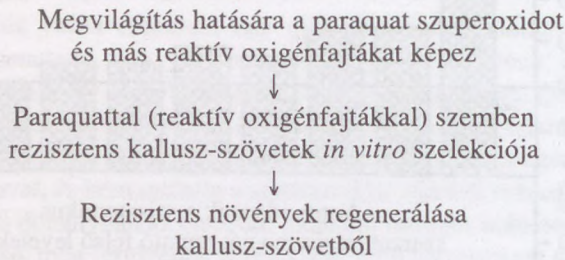 Megvilágítás hatására a paraquat szuperoxidot
és más reaktív oxigénfajtákat képez
↓
Paraquattal (reaktív oxigénfajtákkal) szemben
rezisztens kallusz-szövetek in vitro szelekciója
↓
Rezisztens növények regenerálása
kallusz-szövetből